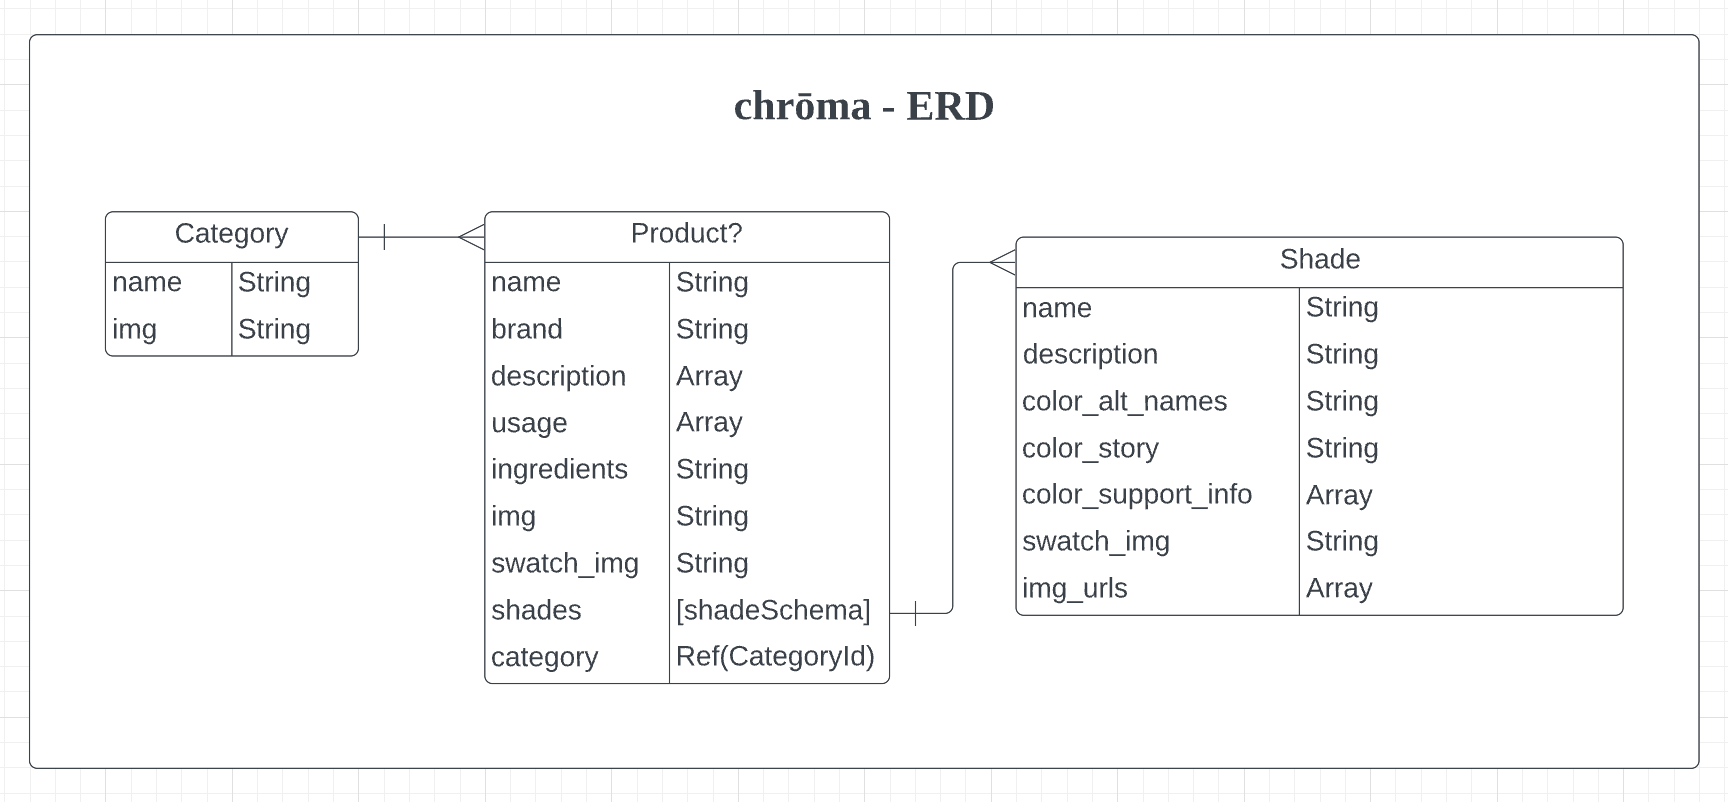 chrōma - ERD
Category
name String
img String
Product?
name String
brand String
description Array
usage Array
ingredients String
img String
swatch_img String
shades [shadeSchema]
category Ref(CategoryId)
Shade
name String
description String
color_alt_names String
color_story String
color_support_info Array
swatch_img String
img_urls Array